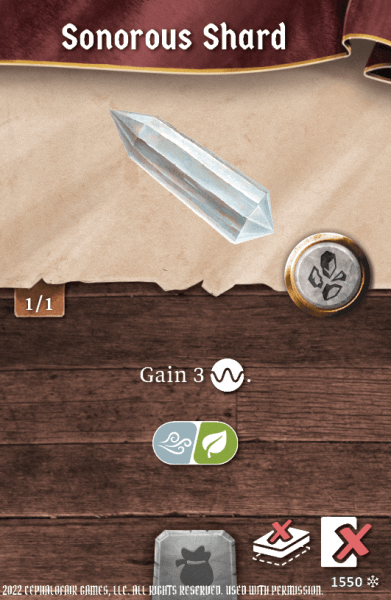 Sonorous Shard
1/1
Gain 3 .
1550
2022 CEPHALOFAIR GAMES, LLC. ALL RIGHTS RESERVED. USED WITH PERMISSION.